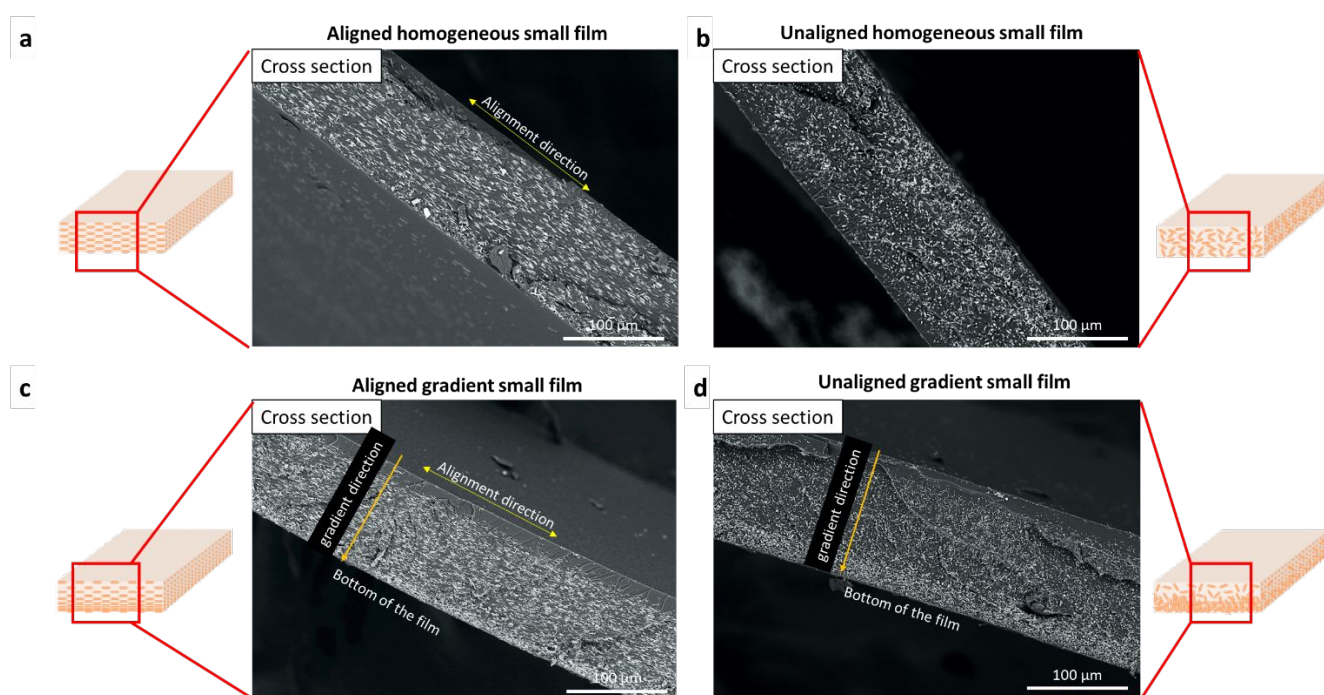 a
Aligned homogeneous small film
Cross section
Alignment direction
100 µm
b
Unaligned homogeneous small film
Cross section
100 µm
c
Aligned gradient small film
Cross section
gradient direction
Alignment direction
Bottom of the film
100 µm
d
Unaligned gradient small film
Cross section
gradient direction
Bottom of the film
100 µm